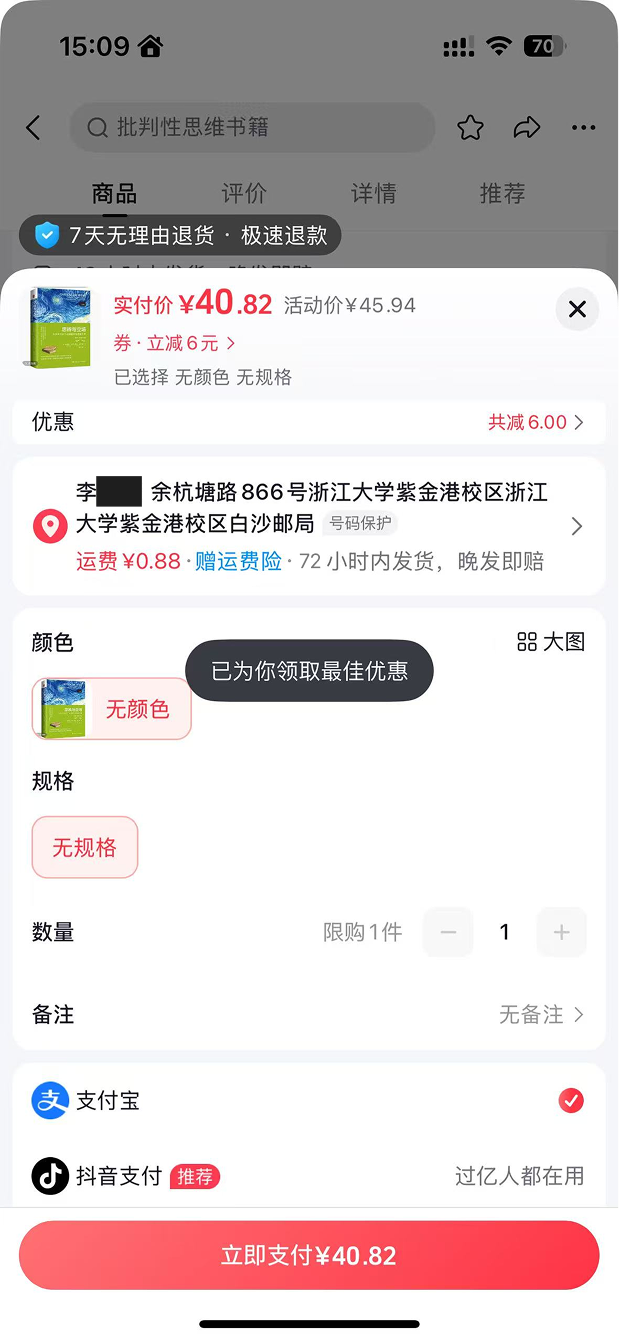 15:09
70
批判性思维书籍
商品 评价 详情 推荐
7天无理由退货 · 极速退款
实付价 ¥40.82 活动价¥45.94
券 · 立减6元 >
已选择 无颜色 无规格
优惠 共减6.00 >
李 余杭塘路866号浙江大学紫金港校区浙江
大学紫金港校区白沙邮局 号码保护
运费¥0.88 · 赠运费险 · 72小时内发货，晚发即赔
颜色 大图
已为你领取最佳优惠
无颜色
规格
无规格
数量 限购1件 − 1 +
备注 无备注 >
支付宝
抖音支付 推荐 过亿人都在用
立即支付¥40.82